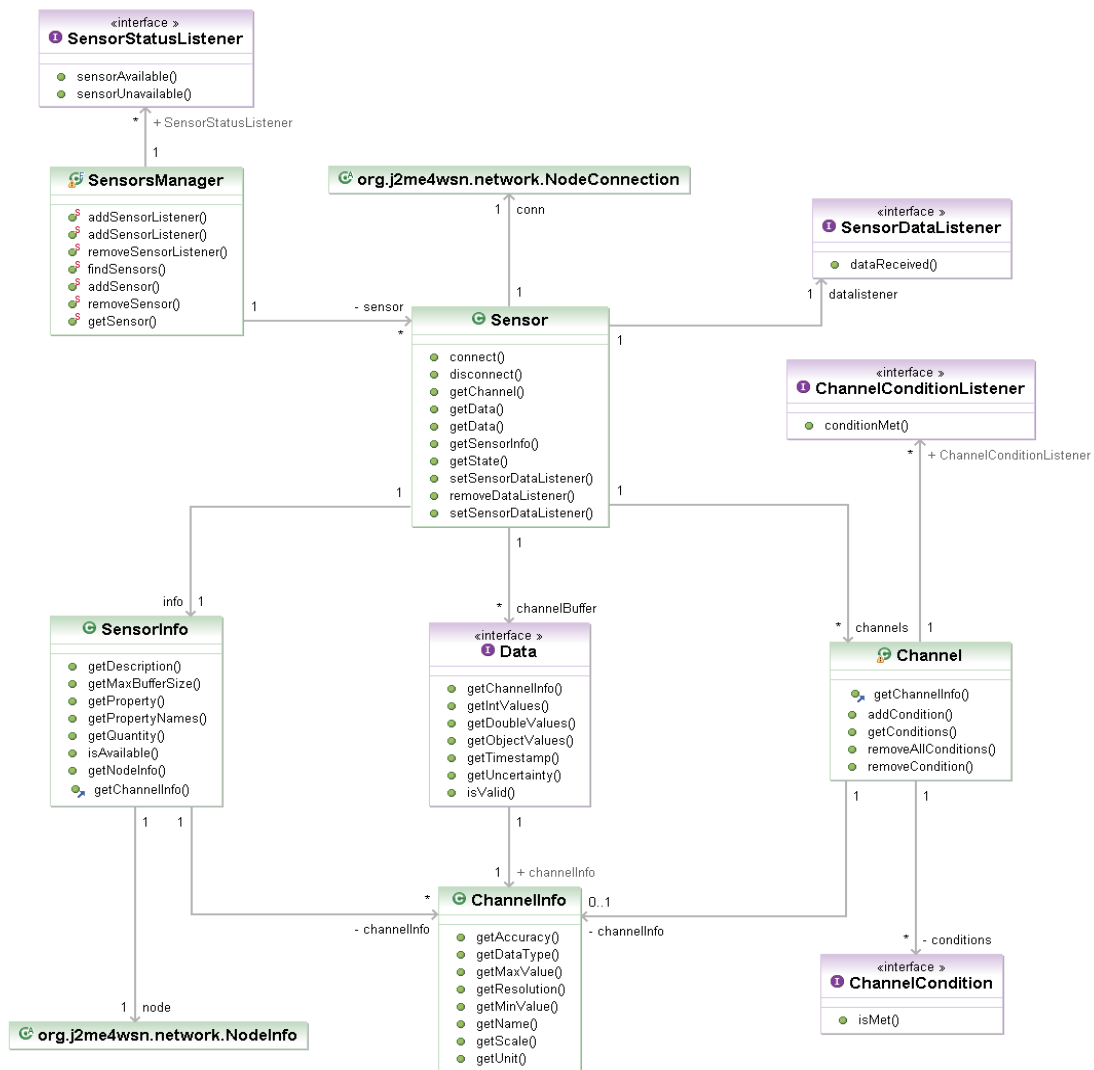 «interface »
SensorStatusListener
sensorAvailable()
sensorUnavailable()
* + SensorStatusListener
1
SensorsManager
addSensorListener()
addSensorListener()
removeSensorListener()
findSensors()
addSensor()
removeSensor()
getSensor()
org.j2me4wsn.network.NodeConnection
1 conn
1
«interface »
SensorDataListener
dataReceived()
1 datalistener
1 - sensor
*
Sensor
1
connect()
disconnect()
getChannel()
getData()
getData()
getSensorInfo()
getState()
setSensorDataListener()
removeDataListener()
setSensorDataListener()
«interface »
ChannelConditionListener
conditionMet()
* + ChannelConditionListener
1
1
1
1
info 1
* channelBuffer
* channels
SensorInfo
getDescription()
getMaxBufferSize()
getProperty()
getPropertyNames()
getQuantity()
isAvailable()
getNodeInfo()
getChannelInfo()
«interface »
Data
getChannelInfo()
getIntValues()
getDoubleValues()
getObjectValues()
getTimestamp()
getUncertainty()
isValid()
Channel
getChannelInfo()
addCondition()
getConditions()
removeAllConditions()
removeCondition()
1 1
1
1 1
1 + channelInfo
* - channelInfo
0..1 - channelInfo
ChannelInfo
getAccuracy()
getDataType()
getMaxValue()
getResolution()
getMinValue()
getName()
getScale()
getUnit()
* - conditions
«interface »
ChannelCondition
isMet()
1 node
org.j2me4wsn.network.NodeInfo